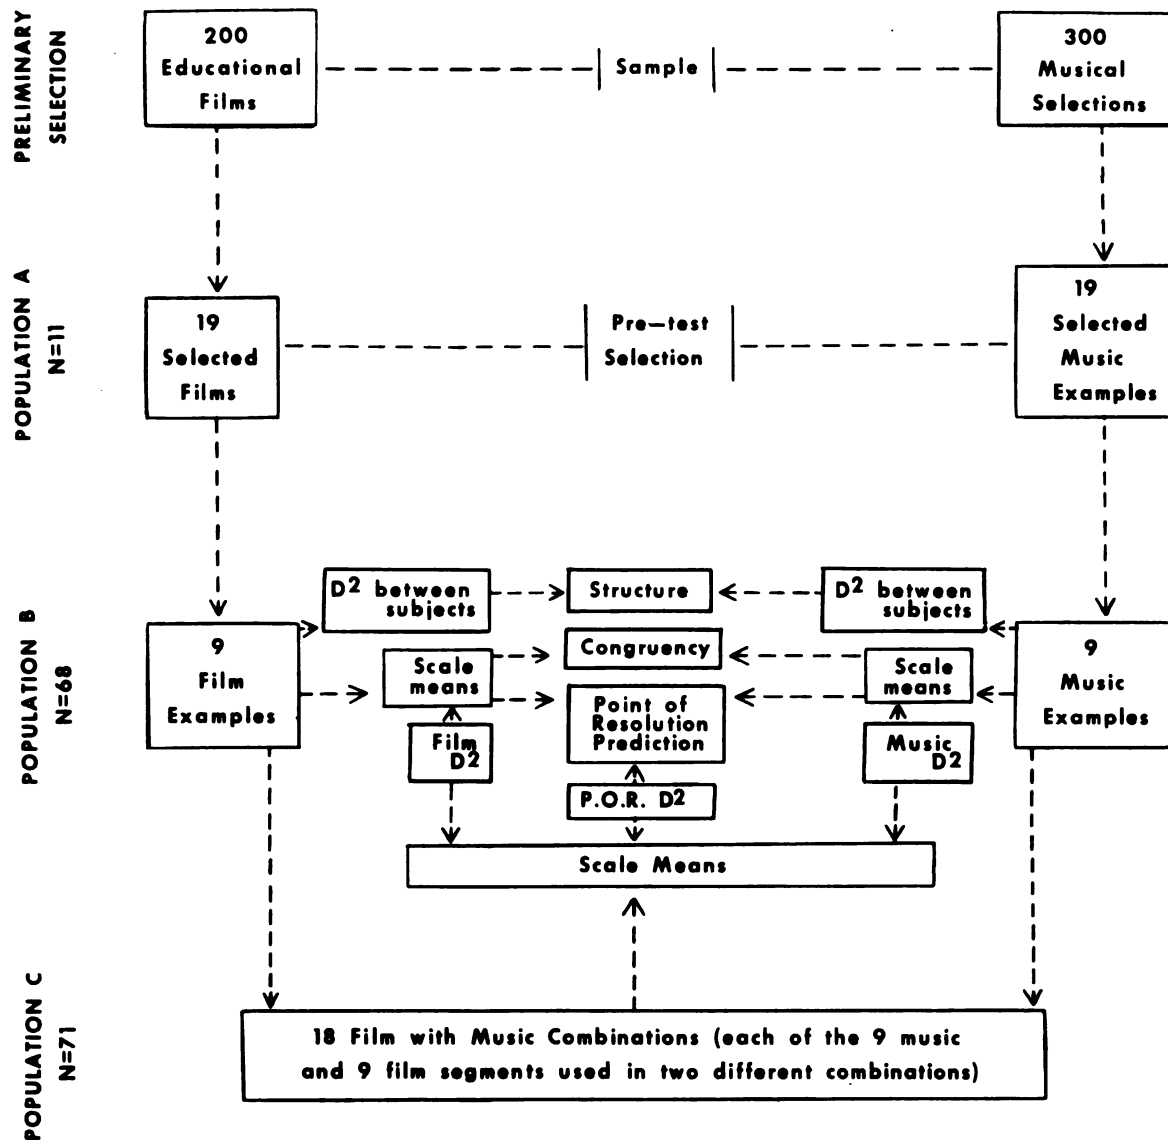 PRELIMINARY
SELECTION
200
Educational
Films
Sample
300
Musical
Selections
POPULATION A
N=11
19
Selected
Films
Pre-test
Selection
19
Selected
Music
Examples
POPULATION B
N=68
D2 between
subjects
Structure
D2 between
subjects
9
Film
Examples
Scale
means
Congruency
Scale
means
9
Music
Examples
Film
D2
Point of
Resolution
Prediction
Music
D2
P.O.R. D2
Scale Means
POPULATION C
N=71
18 Film with Music Combinations (each of the 9 music
and 9 film segments used in two different combinations)